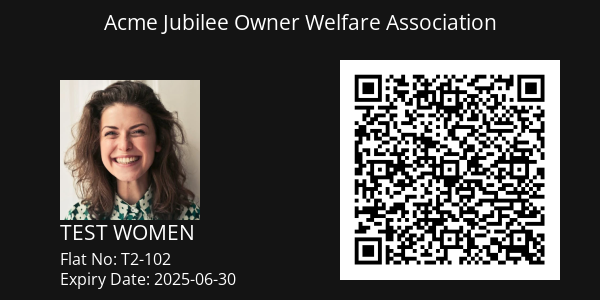 Acme Jubilee Owner Welfare Association
TEST WOMEN
Flat No: T2-102
Expiry Date: 2025-06-30